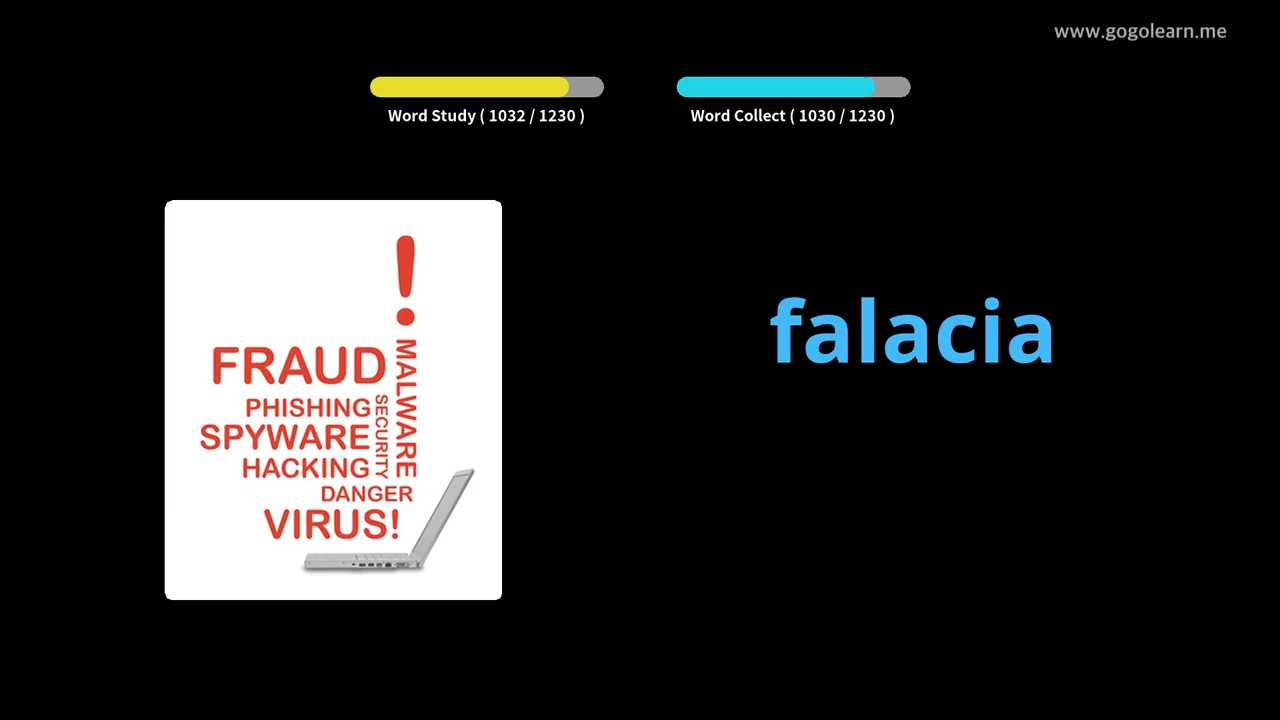 www.gogolearn.me
Word Study ( 1032 / 1230 )
Word Collect ( 1030 / 1230 )
!
FRAUD
MALWARE
PHISHING
SECURITY
SPYWARE
HACKING
DANGER
VIRUS!
falacia